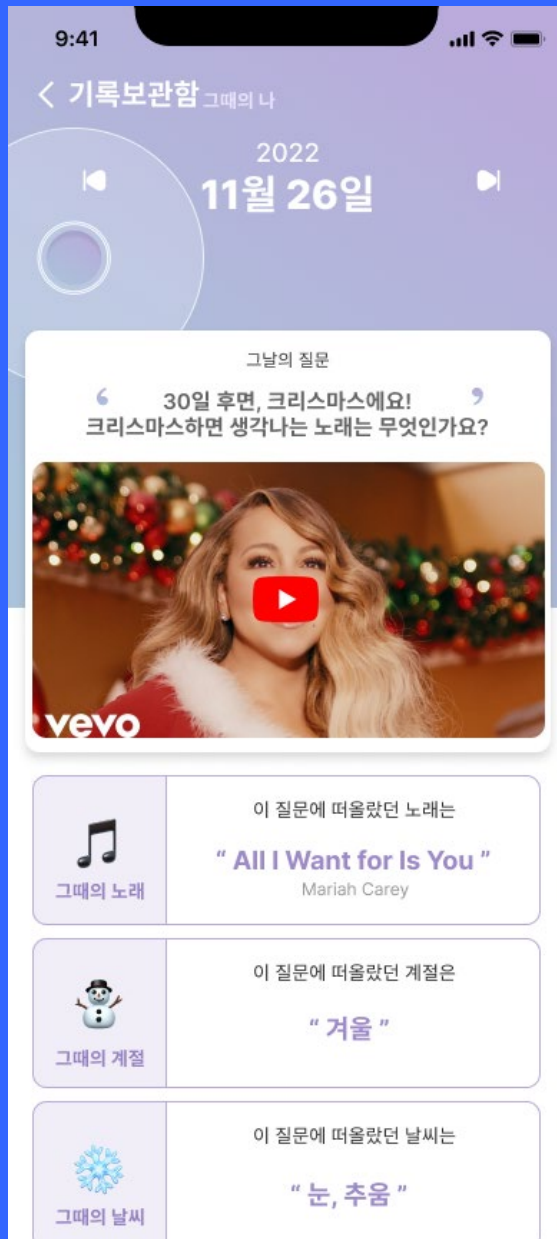 9:41
기록보관함 그때의 나
2022
11월 26일
그날의 질문
‘ 30일 후면, 크리스마스에요! ’
크리스마스하면 생각나는 노래는 무엇인가요?
vevo
이 질문에 떠올랐던 노래는
“ All I Want for Is You ”
Mariah Carey
그때의 노래
이 질문에 떠올랐던 계절은
“ 겨울 ”
그때의 계절
이 질문에 떠올랐던 날씨는
“ 눈, 추움 ”
그때의 날씨